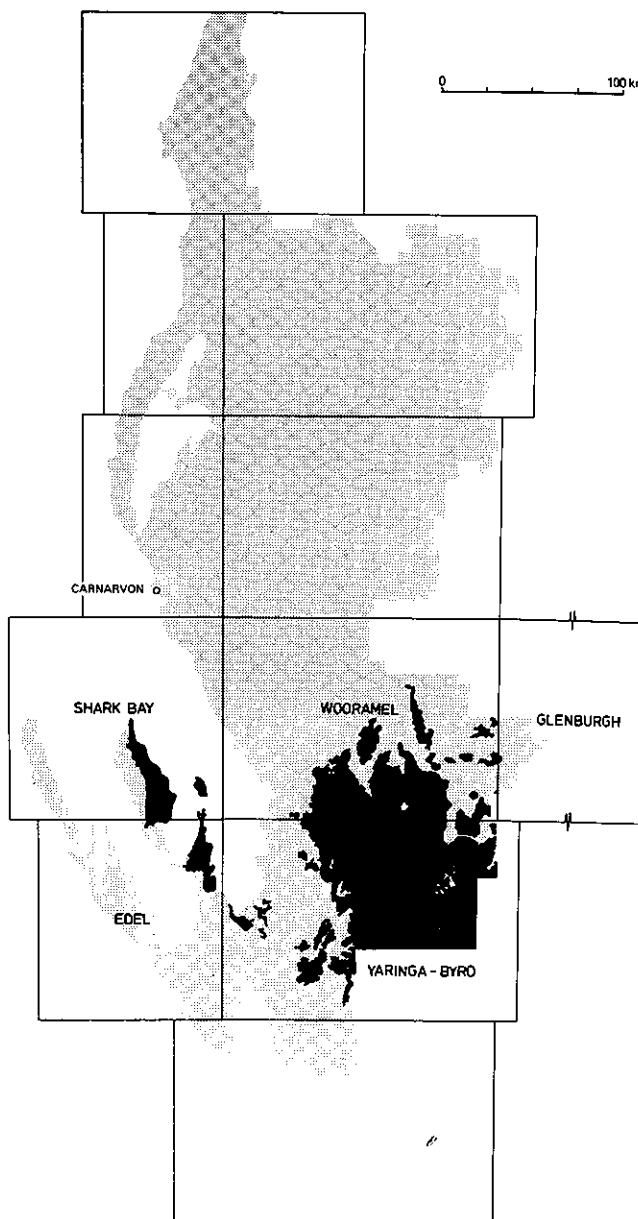 0 100 km
CARNARVON
SHARK BAY
WOORAMEL
GLENBURGH
EDEL
YARINGA-BYRO